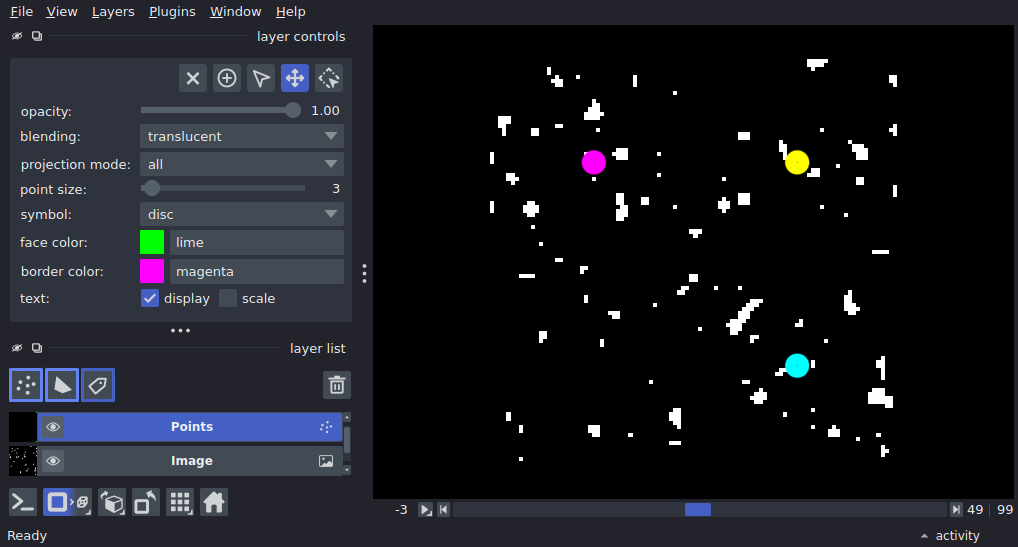 File View Layers Plugins Window Help
layer controls
opacity: 1.00
blending: translucent
projection mode: all
point size: 3
symbol: disc
face color: lime
border color: magenta
text: display scale
layer list
Points
Image
-3 49 99
Ready activity